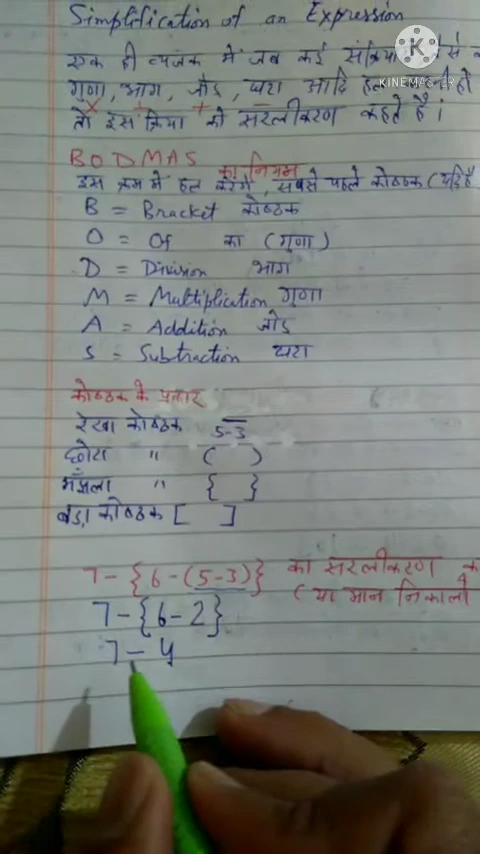 Simplification of an Expression
एक ही व्यंजक में जब कई संक्रिया जैसे
KINEMASTER
गुणा, भाग, जोड़, घटा आदि हल करनी हो
× ÷ + −
तो इस क्रिया को सरलीकरण कहते है।
BODMAS का नियम
इस क्रम में हल करेंगे, सबसे पहले कोष्ठक (यदि है
B = Bracket कोष्ठक
O = Of का (गुणा)
D = Division भाग
M = Multiplication गुणा
A = Addition जोड़
S = Subtraction घटा
कोष्ठक के प्रकार
रेखा कोष्ठक 5-3
छोटा " ( )
मँझला " { }
बड़ा कोष्ठक [ ]
7 - {6 - (5-3)} का सरलीकरण
(या मान निकालो
7 - {6 - 2}
7 - 4